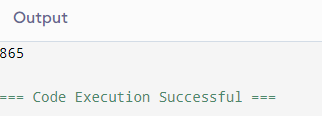 Output
865
=== Code Execution Successful ===